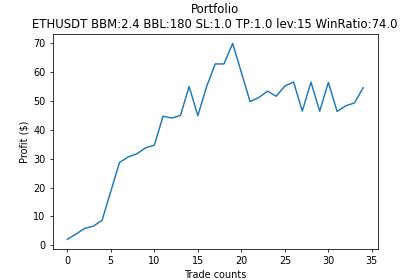 Portfolio
ETHUSDT BBM:2.4 BBL:180 SL:1.0 TP:1.0 lev:15 WinRatio:74.0
70
60
50
40
30
20
10
0
Profit ($)
0 5 10 15 20 25 30 35
Trade counts